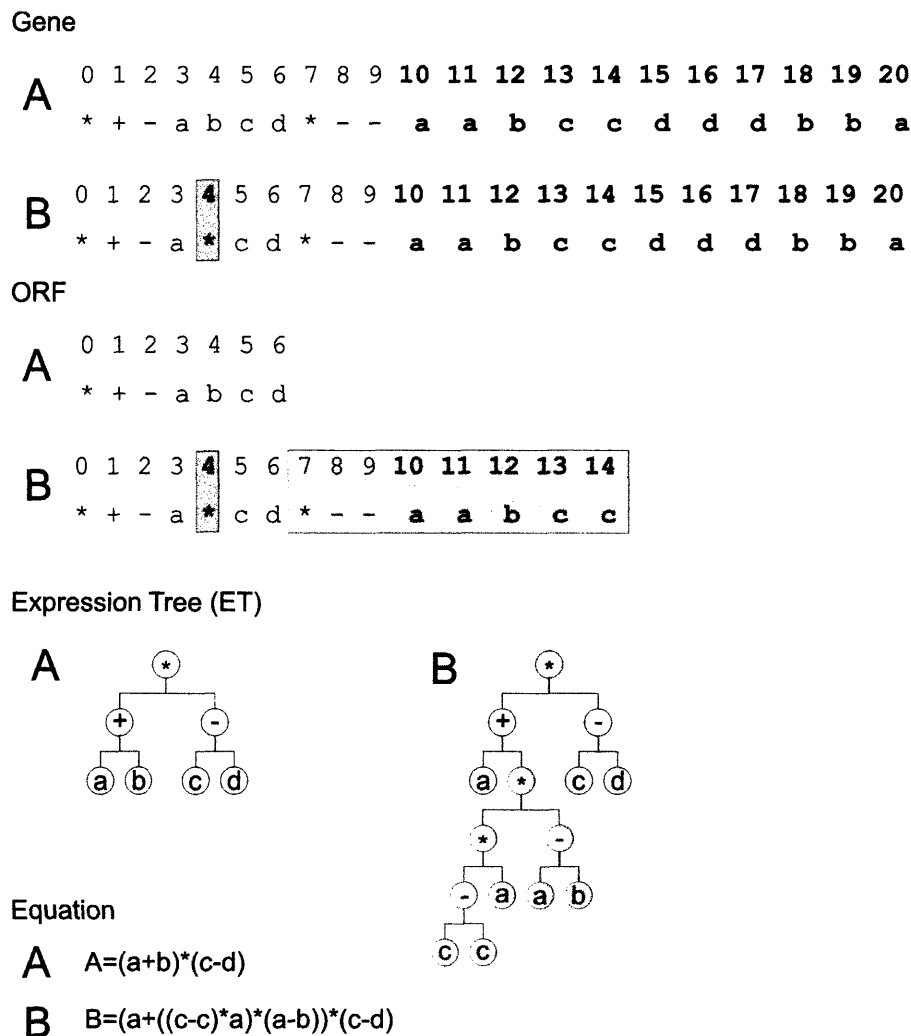 Gene
0 1 2 3 4 5 6 7 8 9 10 11 12 13 14 15 16 17 18 19 20
A
* + - a b c d * - - a a b c c d d d b b a
0 1 2 3 4 5 6 7 8 9 10 11 12 13 14 15 16 17 18 19 20
B
* + - a * c d * - - a a b c c d d d b b a
ORF
0 1 2 3 4 5 6
A
* + - a b c d
0 1 2 3 4 5 6 7 8 9 10 11 12 13 14
B
* + - a * c d * - - a a b c c
Expression Tree (ET)
A
*
+ -
a b c d
B
*
+ -
a * c d
* -
- a a b
c c
Equation
A A=(a+b)*(c-d)
B B=(a+((c-c)*a)*(a-b))*(c-d)